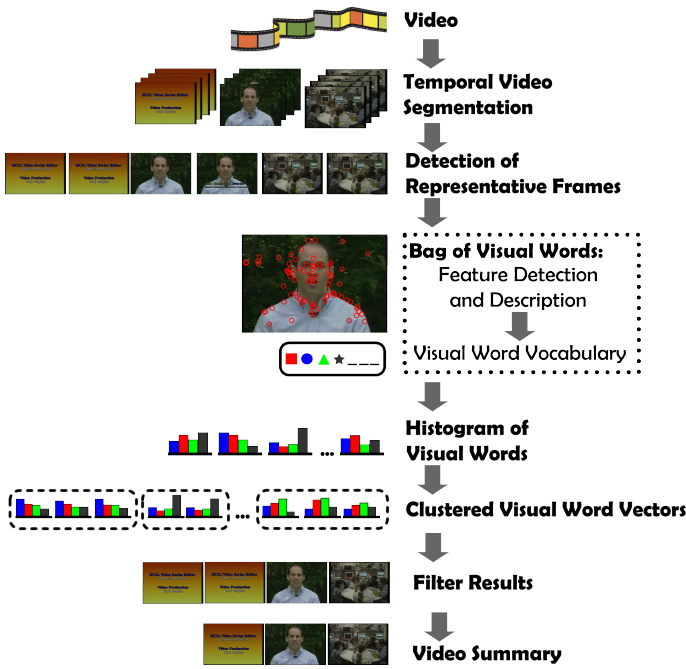 Video
Temporal Video
Segmentation
Detection of
Representative Frames
Bag of Visual Words:
Feature Detection
and Description
Visual Word Vocabulary
Histogram of
Visual Words
...
Clustered Visual Word Vectors
...
Filter Results
Video Summary